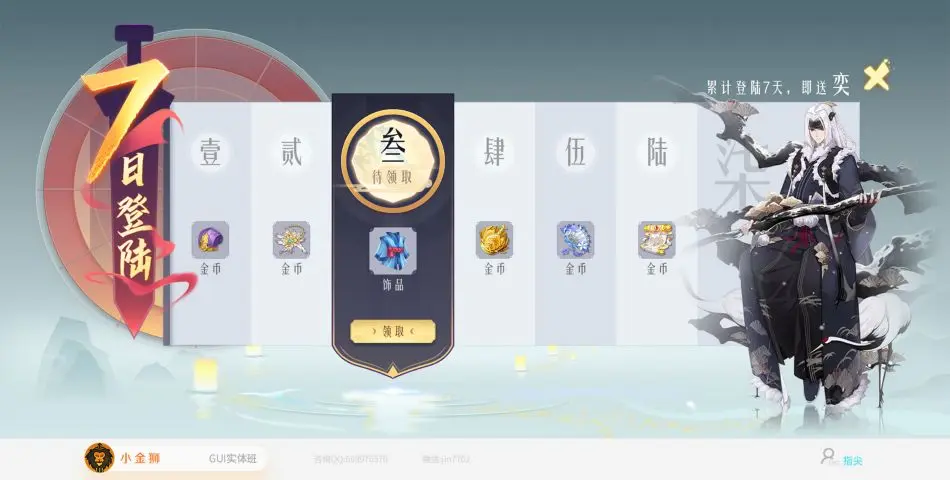 7日登陆
累计登陆7天，即送 奕
壹
贰
叁
待领取
肆
伍
陆
柒
金币
金币
饰品
金币
金币
金币
领取
小金狮
GUI实体班
指尖